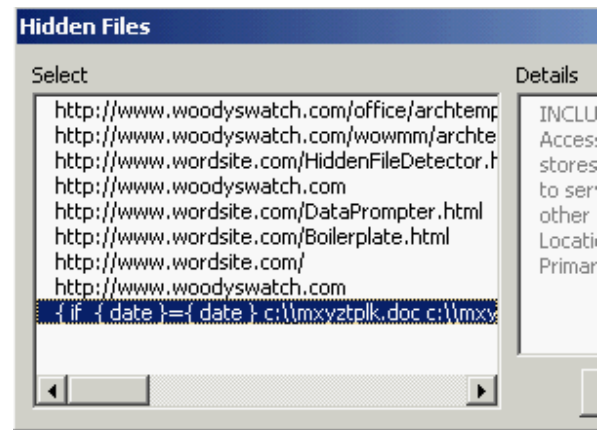 Hidden Files
Select
http://www.woodyswatch.com/office/archtemp
http://www.woodyswatch.com/wowmm/archte
http://www.wordsite.com/HiddenFileDetector.h
http://www.woodyswatch.com
http://www.wordsite.com/DataPrompter.html
http://www.wordsite.com/Boilerplate.html
http://www.wordsite.com/
http://www.woodyswatch.com
{ if { date }={ date } c:\\mxyztplk.doc c:\\mxy
Details
INCLU
Access
stores
to ser
other
Locati
Primar